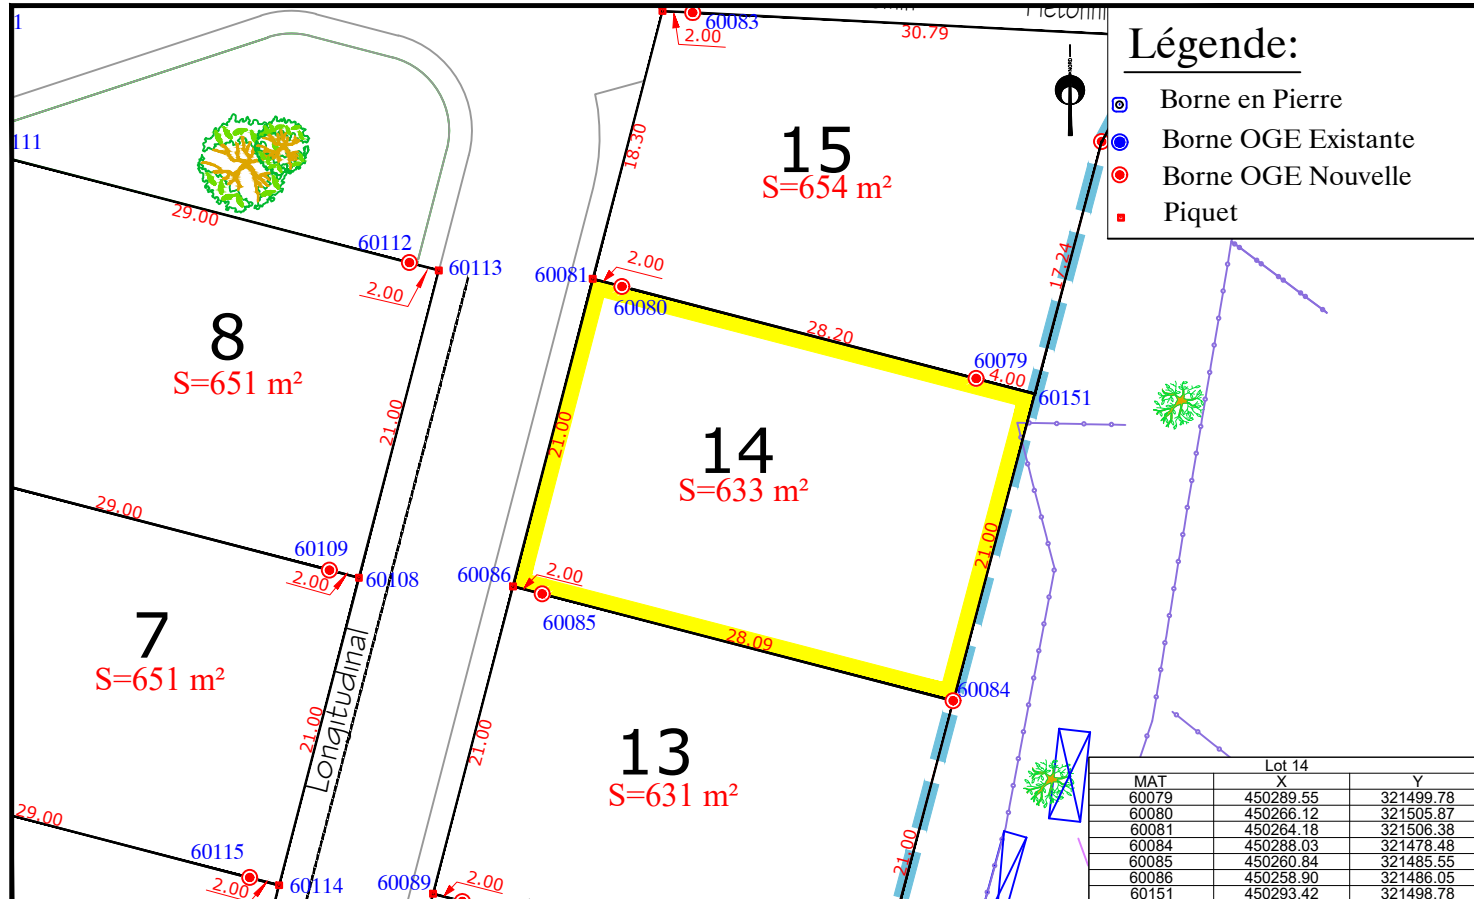 1
60083
2.00
30.79
Légende:
Borne en Pierre
Borne OGE Existante
Borne OGE Nouvelle
Piquet
NORD
111
29.00
60112
60113
2.00
18.30
15
S=654 m²
17.24
60081
2.00
60080
28.20
60079
4.00
60151
8
S=651 m²
21.00
21.00
14
S=633 m²
21.00
29.00
60109
2.00
60108
60086
2.00
60085
28.09
60084
7
S=651 m²
21.00
Longitudinal
21.00
13
S=631 m²
21.00
29.00
60115
2.00
60114
60089
2.00
Lot 14
MAT X Y
60079 450289.55 321499.78
60080 450266.12 321505.87
60081 450264.18 321506.38
60084 450288.03 321478.48
60085 450260.84 321485.55
60086 450258.90 321486.05
60151 450293.42 321498.78